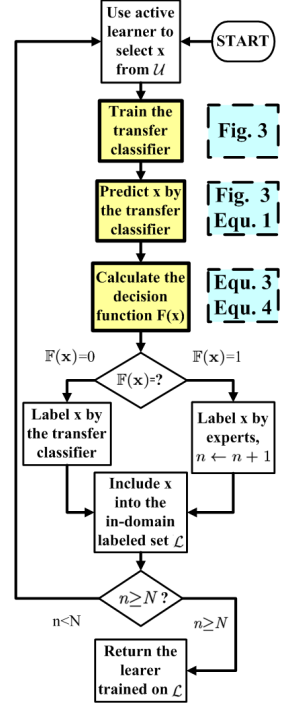 Use active
learner to
select x
from 𝒰
START
Train the
transfer
classifier
Fig. 3
Predict x by
the transfer
classifier
Fig. 3
Equ. 1
Calculate the
decision
function F(x)
Equ. 3
Equ. 4
𝔽(x)=0
𝔽(x)=1
𝔽(x)=?
Label x by
the transfer
classifier
Label x by
experts,
n ← n + 1
Include x
into the
in-domain
labeled set ℒ
n≥N ?
n<N
n≥N
Return the
learer
trained on ℒ